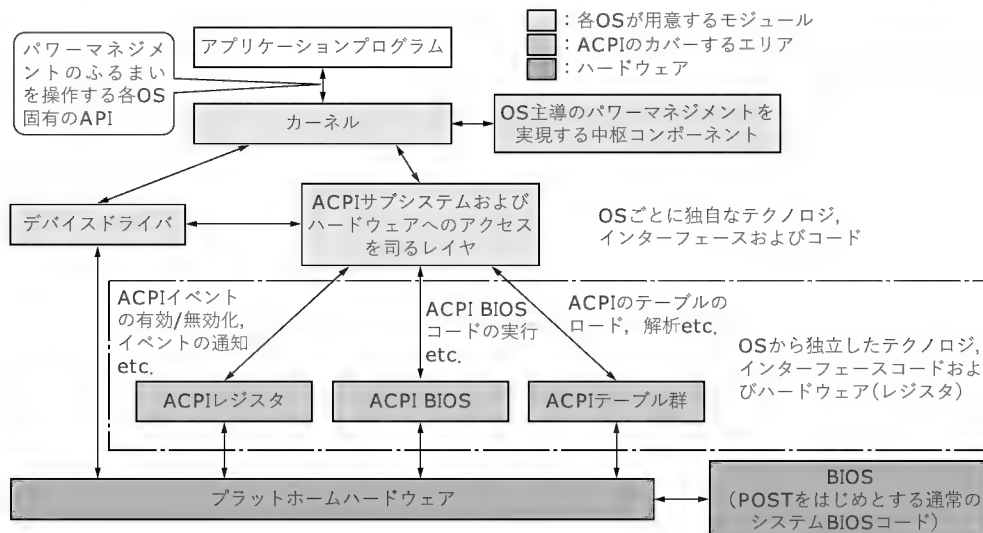 パワーマネジメ
ントのふるまい
を操作する各OS
固有のAPI
アプリケーションプログラム
：各OSが用意するモジュール
：ACPIのカバーするエリア
：ハードウェア
カーネル
OS主導のパワーマネジメントを
実現する中枢コンポーネント
デバイスドライバ
ACPIサブシステムおよび
ハードウェアへのアクセス
を司るレイヤ
OSごとに独自なテクノロジ，
インターフェースおよびコード
ACPIイベント
の有効/無効化，
イベントの通知
etc.
ACPI BIOS
コードの実行
etc.
ACPIのテーブルの
ロード，解析etc.
OSから独立したテクノロジ，
インターフェースコードおよ
びハードウェア(レジスタ)
ACPIレジスタ
ACPI BIOS
ACPIテーブル群
プラットホームハードウェア
BIOS
（POSTをはじめとする通常の
システムBIOSコード）